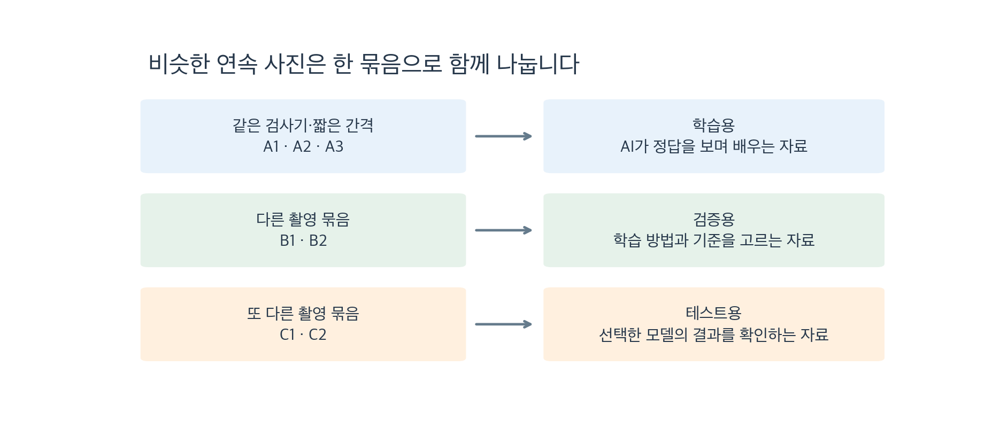 비슷한 연속 사진은 한 묶음으로 함께 나눕니다
같은 검사기·짧은 간격
A1 · A2 · A3
학습용
AI가 정답을 보며 배우는 자료
다른 촬영 묶음
B1 · B2
검증용
학습 방법과 기준을 고르는 자료
또 다른 촬영 묶음
C1 · C2
테스트용
선택한 모델의 결과를 확인하는 자료